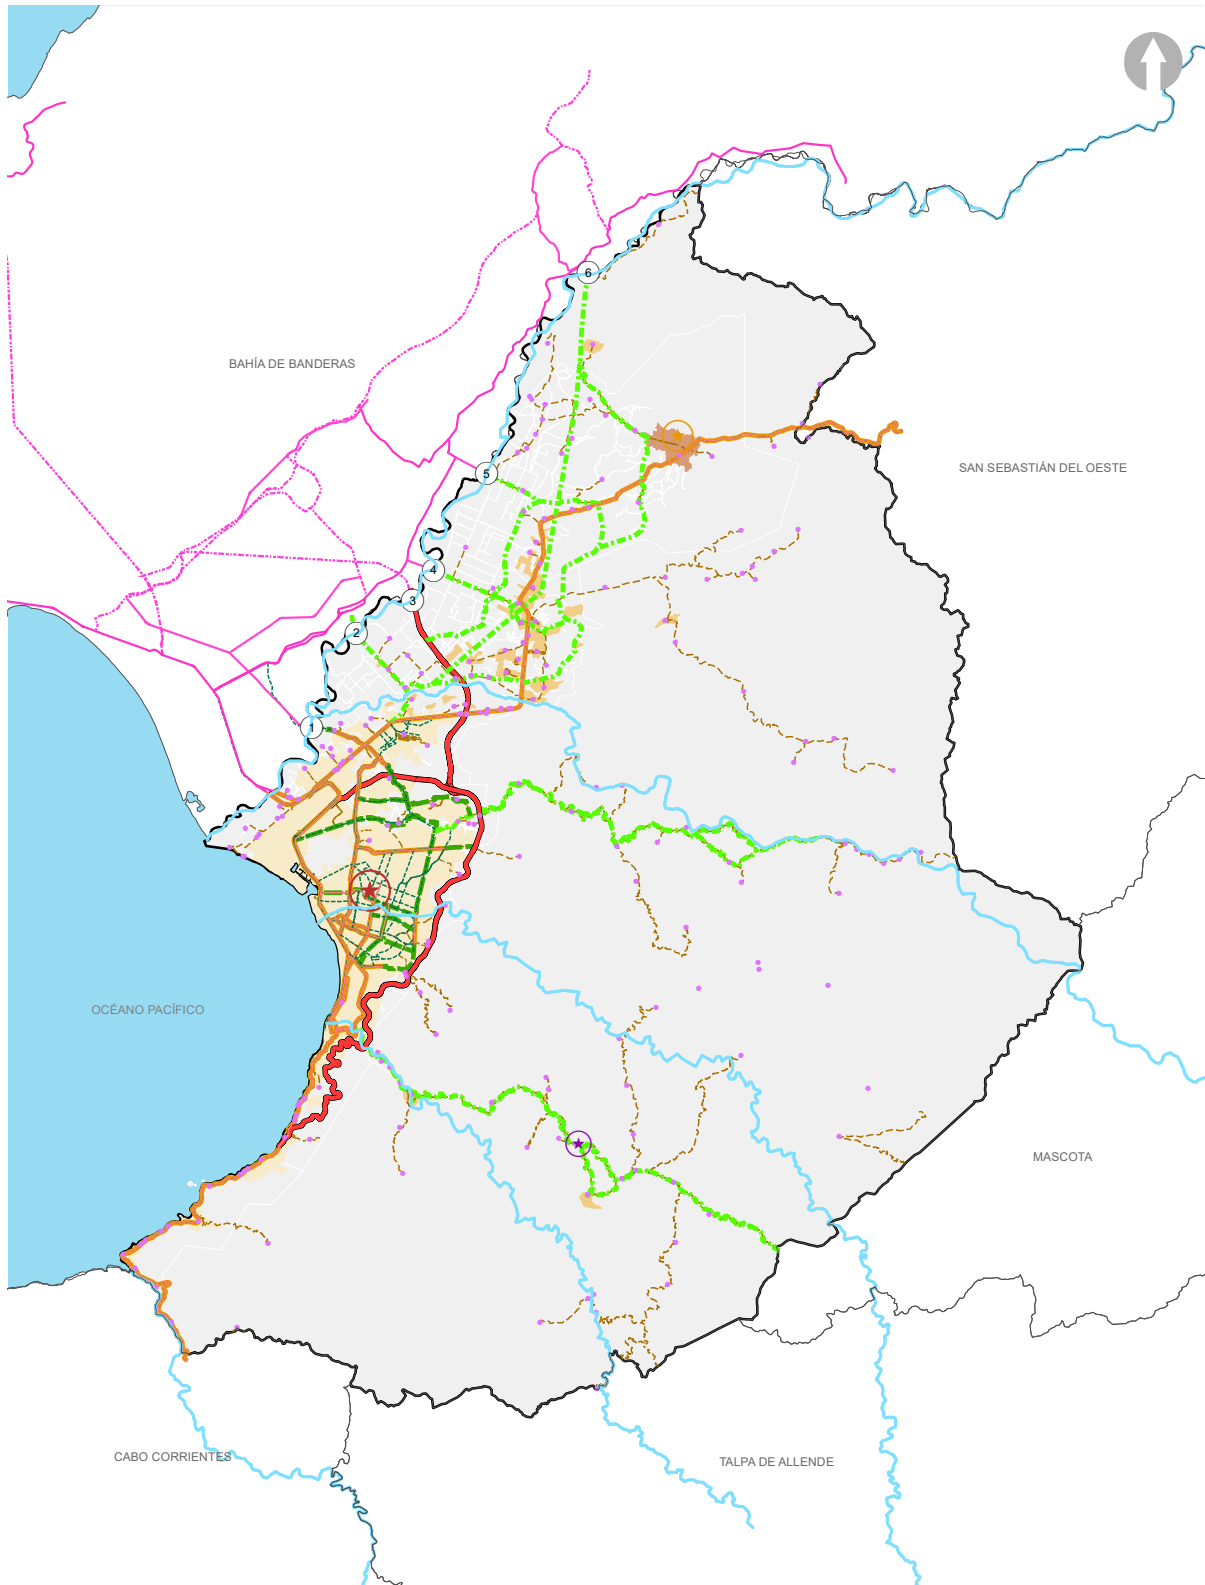 6
BAHÍA DE BANDERAS
SAN SEBASTIÁN DEL OESTE
5
4
3
2
1
OCÉANO PACÍFICO
MASCOTA
CABO CORRIENTES
TALPA DE ALLENDE